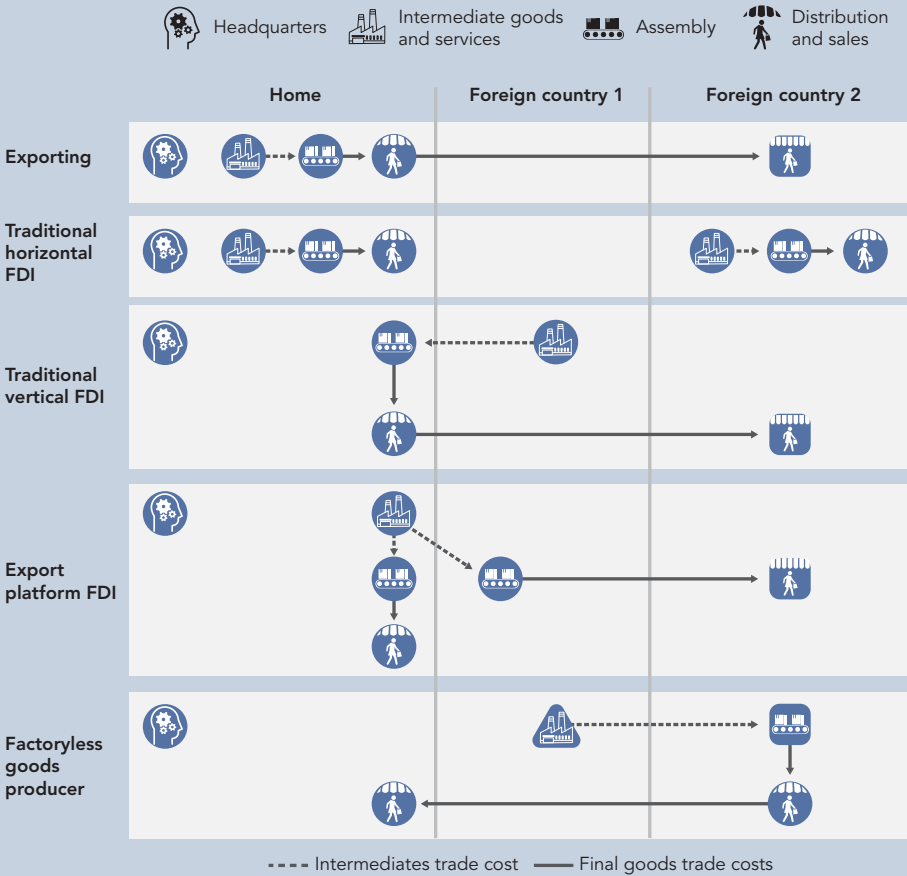 Headquarters
Intermediate goods
and services
Assembly
Distribution
and sales
Home
Foreign country 1
Foreign country 2
Exporting
Traditional
horizontal
FDI
Traditional
vertical FDI
Export
platform FDI
Factoryless
goods
producer
Intermediates trade cost
Final goods trade costs